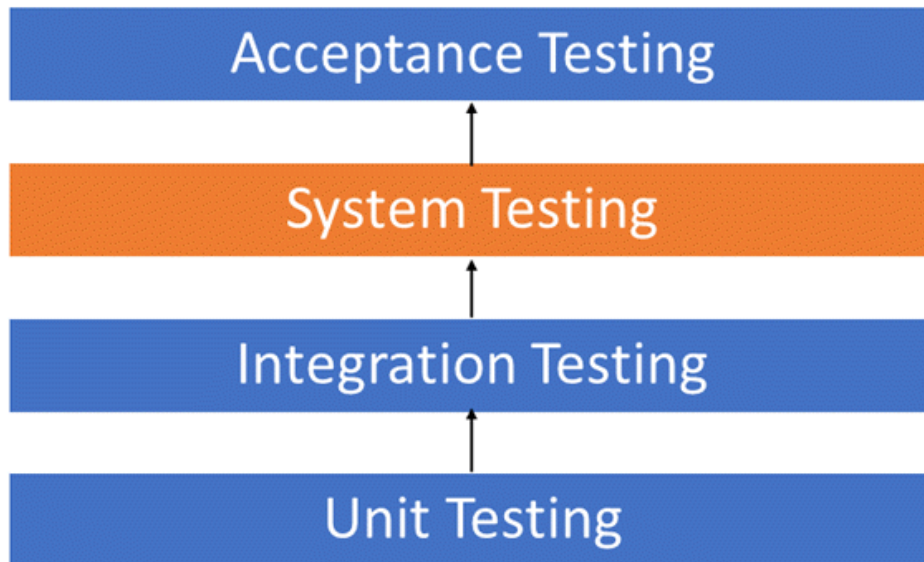 Acceptance Testing
System Testing
Integration Testing
Unit Testing